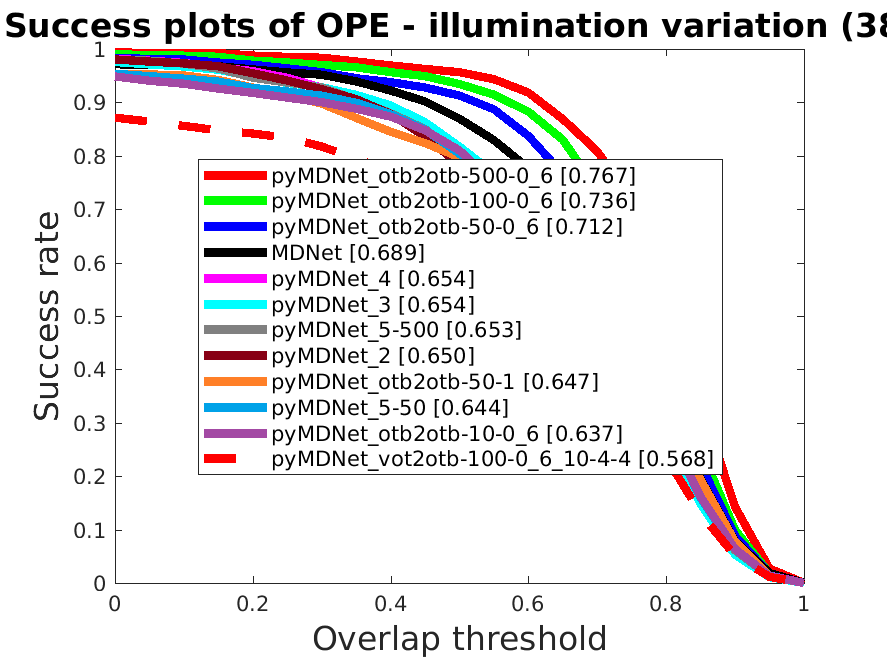 Success plots of OPE - illumination variation (38
1
0.9
0.8
0.7
0.6
0.5
0.4
0.3
0.2
0.1
0
Success rate
pyMDNet_otb2otb-500-0_6 [0.767]
pyMDNet_otb2otb-100-0_6 [0.736]
pyMDNet_otb2otb-50-0_6 [0.712]
MDNet [0.689]
pyMDNet_4 [0.654]
pyMDNet_3 [0.654]
pyMDNet_5-500 [0.653]
pyMDNet_2 [0.650]
pyMDNet_otb2otb-50-1 [0.647]
pyMDNet_5-50 [0.644]
pyMDNet_otb2otb-10-0_6 [0.637]
pyMDNet_vot2otb-100-0_6_10-4-4 [0.568]
0 0.2 0.4 0.6 0.8 1
Overlap threshold